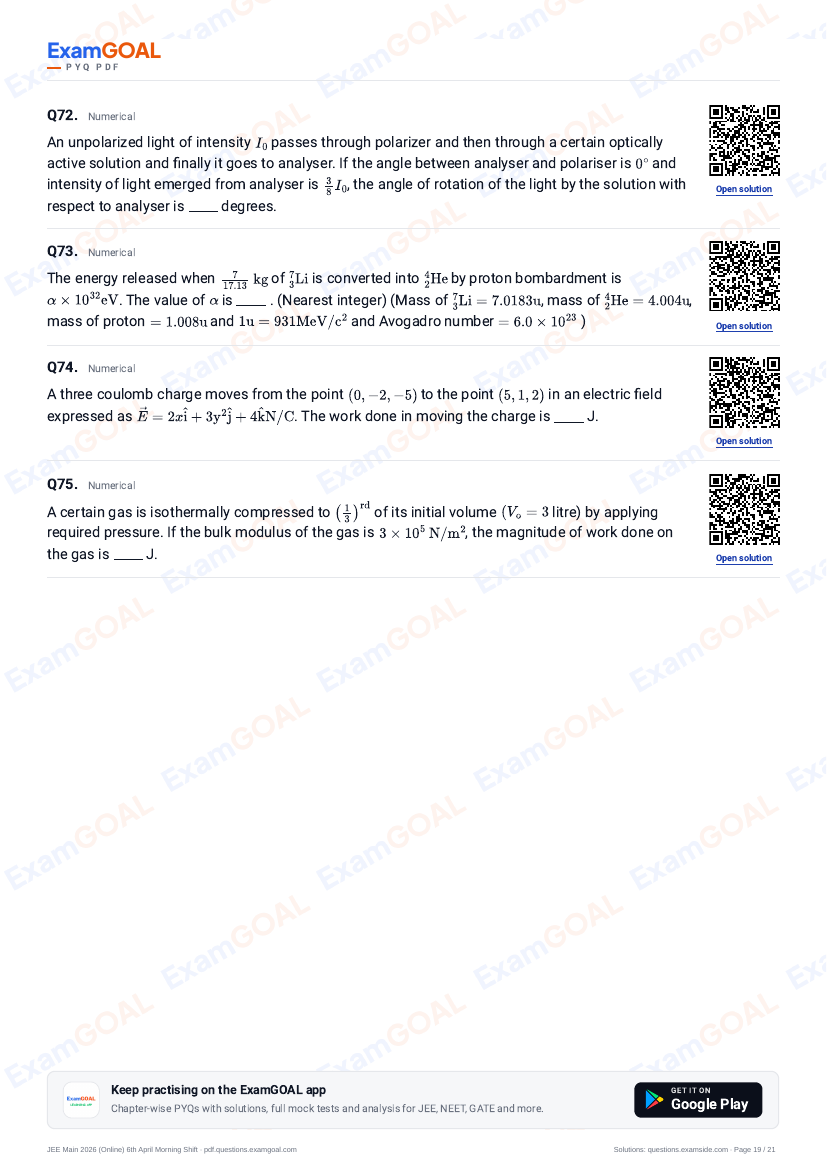 ExamGOAL
PYQ PDF
Q72. Numerical
An unpolarized light of intensity I₀ passes through polarizer and then through a certain optically
active solution and finally it goes to analyser. If the angle between analyser and polariser is 0° and
intensity of light emerged from analyser is 3/8 I₀, the angle of rotation of the light by the solution with
respect to analyser is ____ degrees.
Open solution
Q73. Numerical
The energy released when 7/17.13 kg of ⁷₃Li is converted into ⁴₂He by proton bombardment is
α × 10³²eV. The value of α is ____ . (Nearest integer) (Mass of ⁷₃Li = 7.0183u, mass of ⁴₂He = 4.004u,
mass of proton = 1.008u and 1u = 931MeV/c² and Avogadro number = 6.0 × 10²³ )
Open solution
Q74. Numerical
A three coulomb charge moves from the point (0, −2, −5) to the point (5, 1, 2) in an electric field
expressed as E⃗ = 2xî + 3y²ĵ + 4k̂N/C. The work done in moving the charge is ____ J.
Open solution
Q75. Numerical
A certain gas is isothermally compressed to (1/3)ʳᵈ of its initial volume (Vₒ = 3 litre) by applying
required pressure. If the bulk modulus of the gas is 3 × 10⁵ N/m², the magnitude of work done on
the gas is ____ J.
Open solution
Keep practising on the ExamGOAL app
Chapter-wise PYQs with solutions, full mock tests and analysis for JEE, NEET, GATE and more.
GET IT ON
Google Play
JEE Main 2026 (Online) 6th April Morning Shift · pdf.questions.examgoal.com
Solutions: questions.examside.com · Page 19 / 21